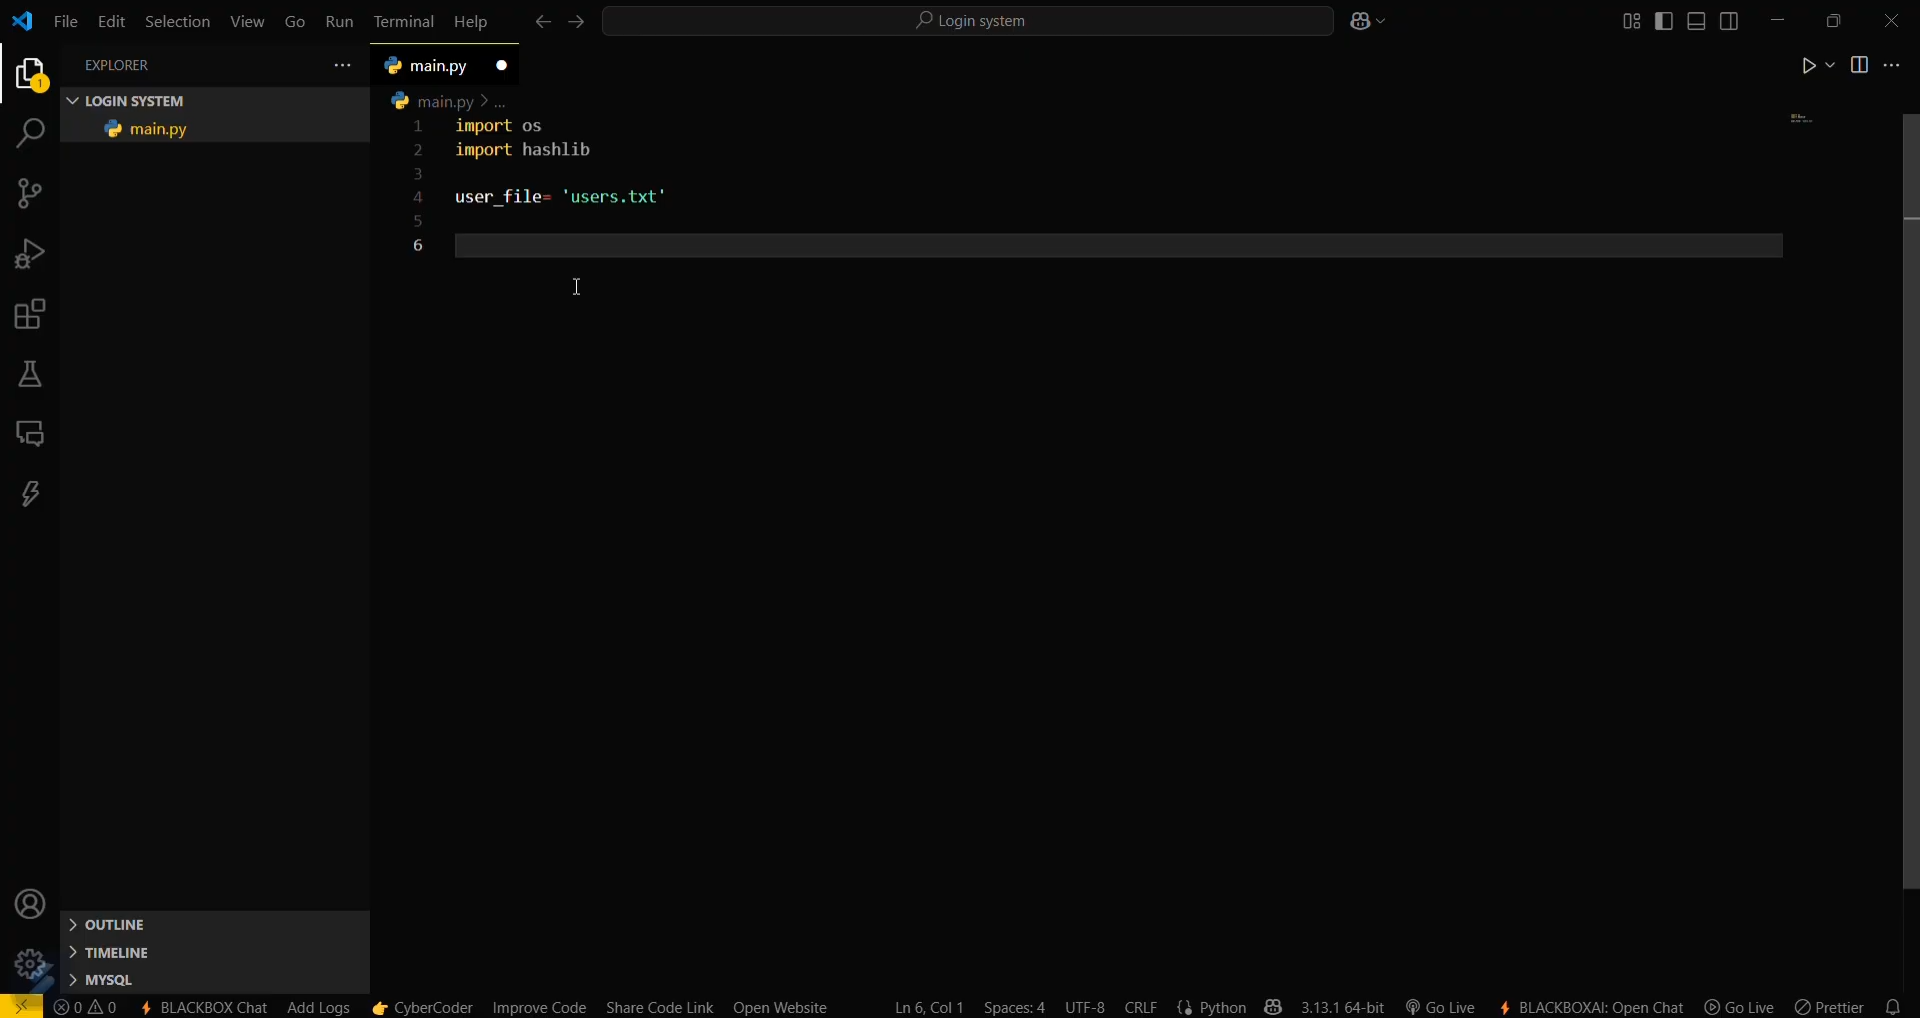 File Edit Selection View Go Run Terminal Help Login system
EXPLORER
main.py
1
LOGIN SYSTEM
main.py
main.py > ...
1 import os
2 import hashlib
3
4 user_file= 'users.txt'
5
6
OUTLINE
TIMELINE
MYSQL
0 0 BLACKBOX Chat Add Logs CyberCoder Improve Code Share Code Link Open Website Ln 6, Col 1 Spaces: 4 UTF-8 CRLF {} Python 3.13.1 64-bit Go Live BLACKBOXAI: Open Chat Go Live Prettier